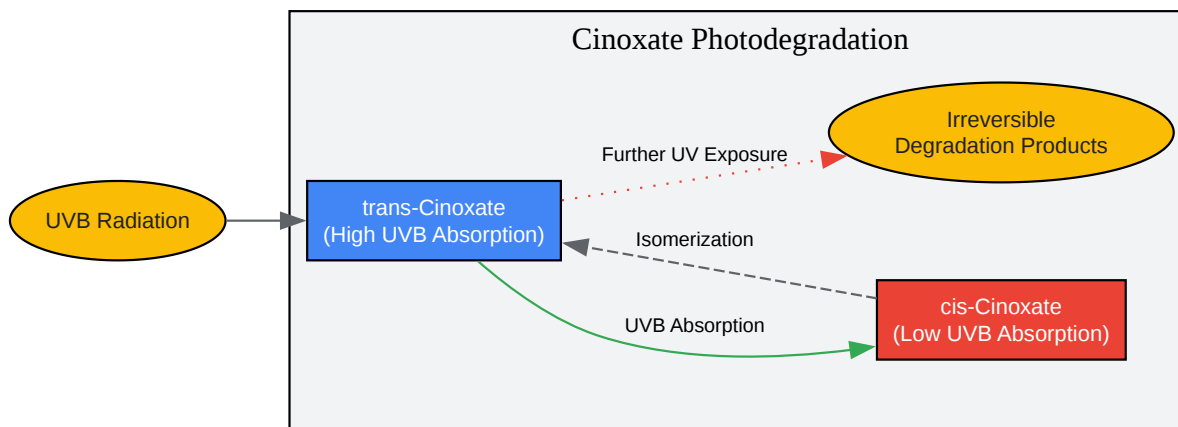 Cinoxate Photodegradation
Irreversible
Degradation Products
Further UV Exposure
UVB Radiation
trans-Cinoxate
(High UVB Absorption)
Isomerization
cis-Cinoxate
(Low UVB Absorption)
UVB Absorption